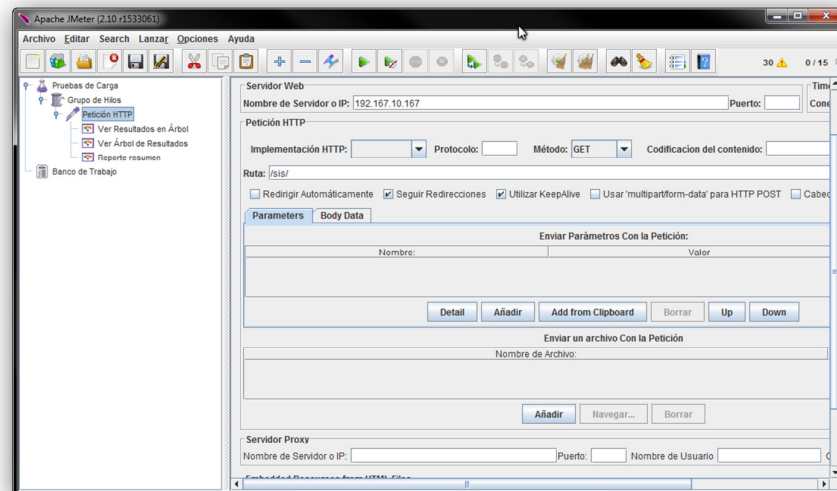 Apache JMeter (2.10 r1533061)
Archivo Editar Search Lanzar Opciones Ayuda
30 0 / 15
Pruebas de Carga
Grupo de Hilos
Petición HTTP
Ver Resultados en Árbol
Ver Árbol de Resultados
Reporte resumen
Banco de Trabajo
Servidor Web
Nombre de Servidor o IP: 192.167.10.167 Puerto:
Petición HTTP
Implementación HTTP: Protocolo: Método: GET Codificacion del contenido:
Ruta: /sis/
Redirigir Automáticamente Seguir Redirecciones Utilizar KeepAlive Usar 'multipart/form-data' para HTTP POST
Parameters Body Data
Enviar Parámetros Con la Petición:
Nombre: Valor
Detail Añadir Add from Clipboard Borrar Up Down
Enviar un archivo Con la Petición
Nombre de Archivo:
Añadir Navegar... Borrar
Servidor Proxy
Nombre de Servidor o IP: Puerto: Nombre de Usuario
Embedded Resources from HTML Files